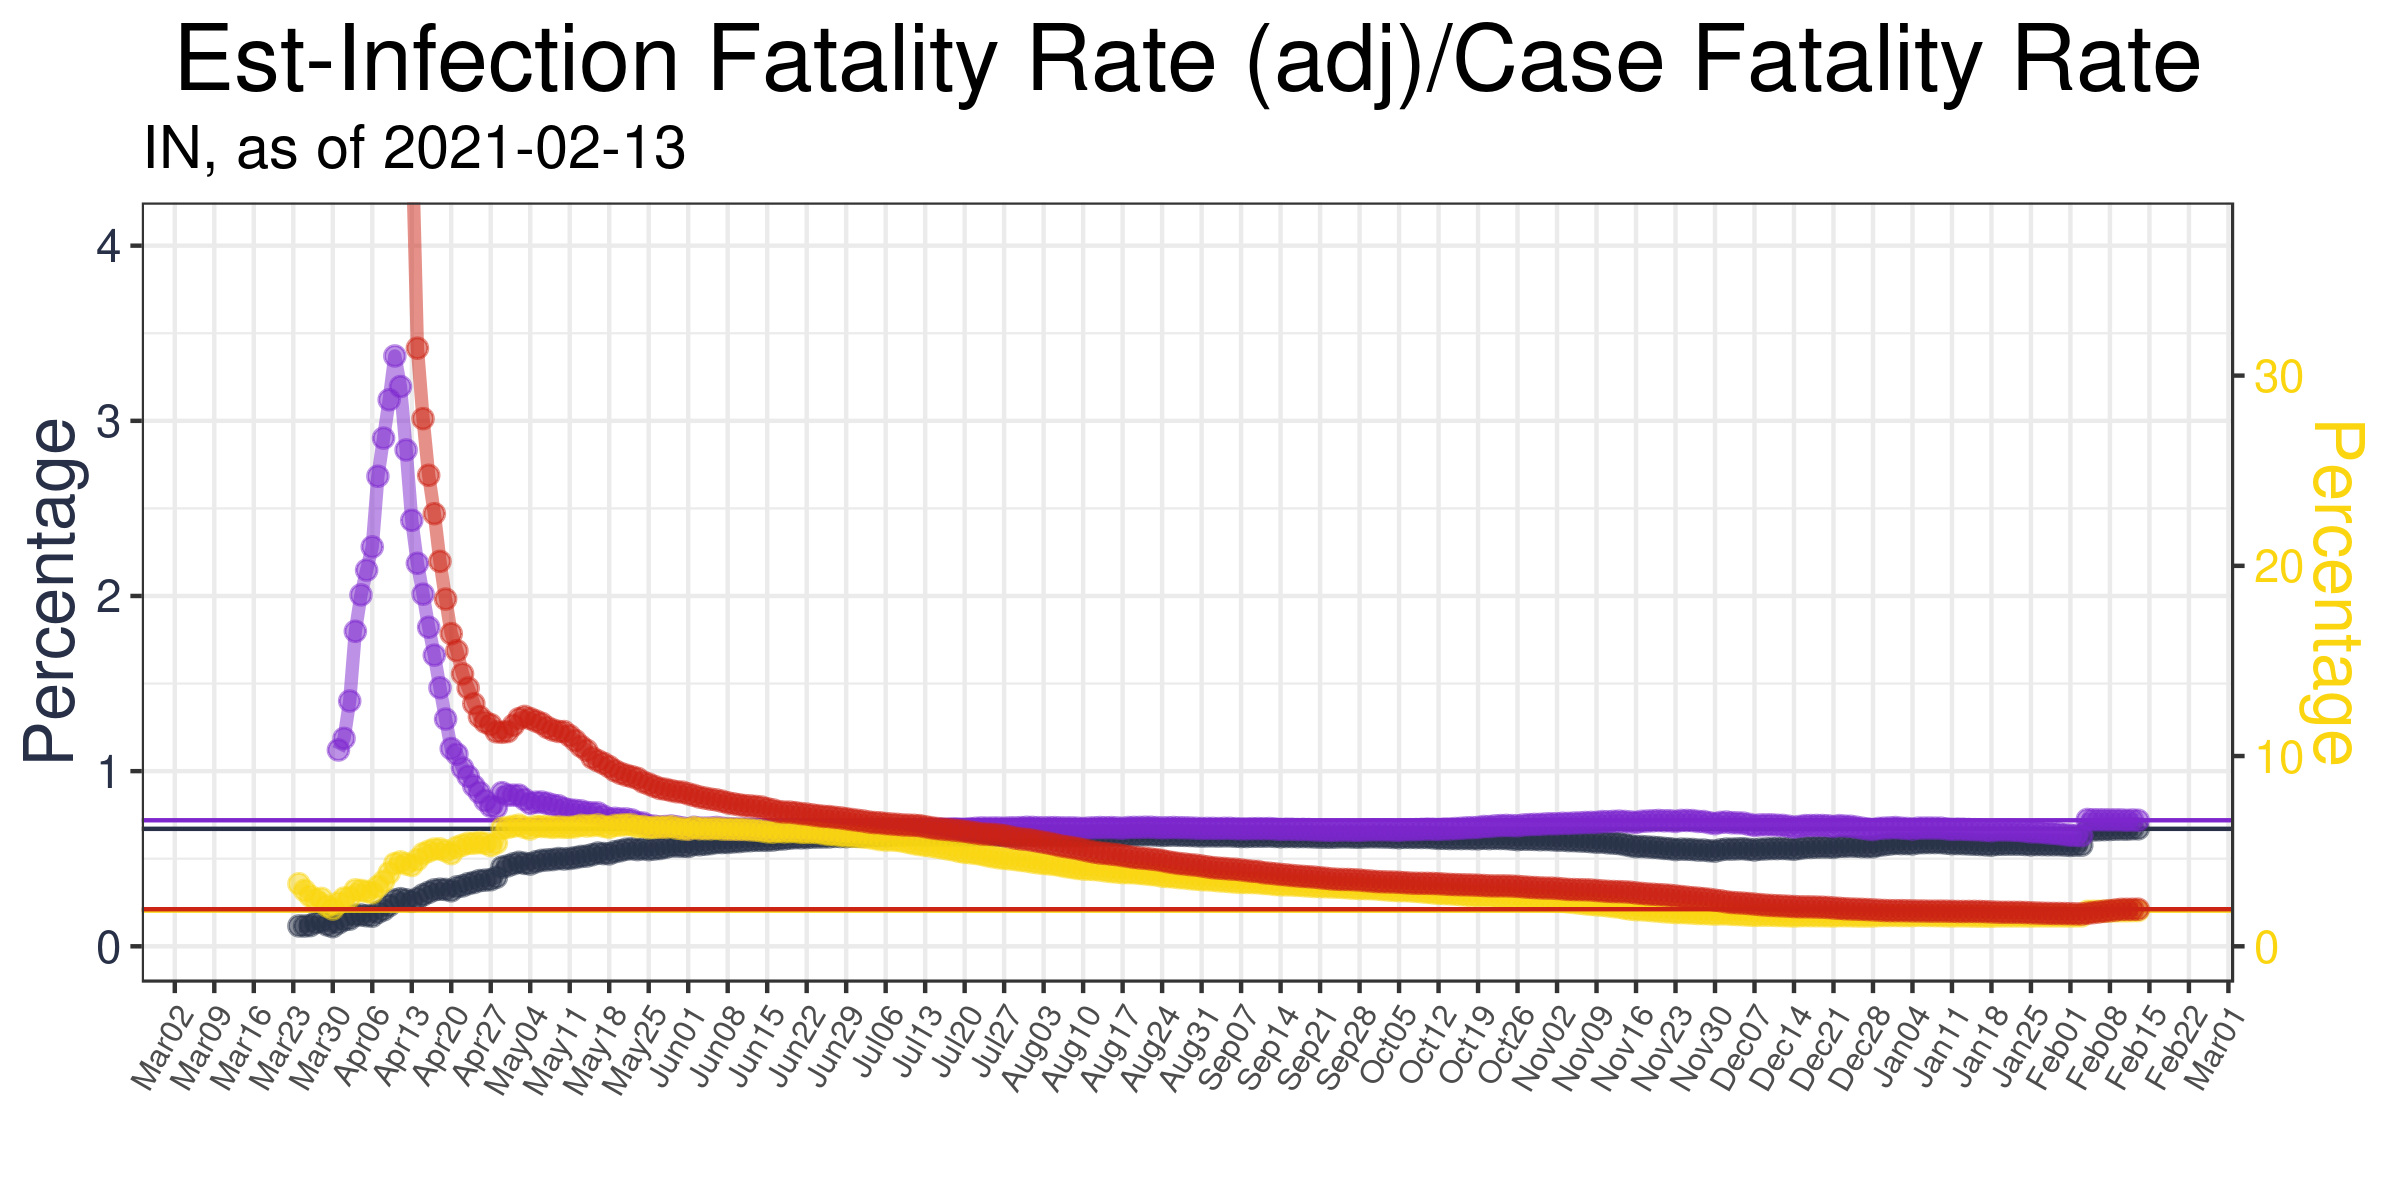 Est-Infection Fatality Rate (adj)/Case Fatality Rate
IN, as of 2021-02-13
Percentage
4
3
2
1
0
30
20
10
0
Percentage
Mar02
Mar09
Mar16
Mar23
Mar30
Apr06
Apr13
Apr20
Apr27
May04
May11
May18
May25
Jun01
Jun08
Jun15
Jun22
Jun29
Jul06
Jul13
Jul20
Jul27
Aug03
Aug10
Aug17
Aug24
Aug31
Sep07
Sep14
Sep21
Sep28
Oct05
Oct12
Oct19
Oct26
Nov02
Nov09
Nov16
Nov23
Nov30
Dec07
Dec14
Dec21
Dec28
Jan04
Jan11
Jan18
Jan25
Feb01
Feb08
Feb15
Feb22
Mar01